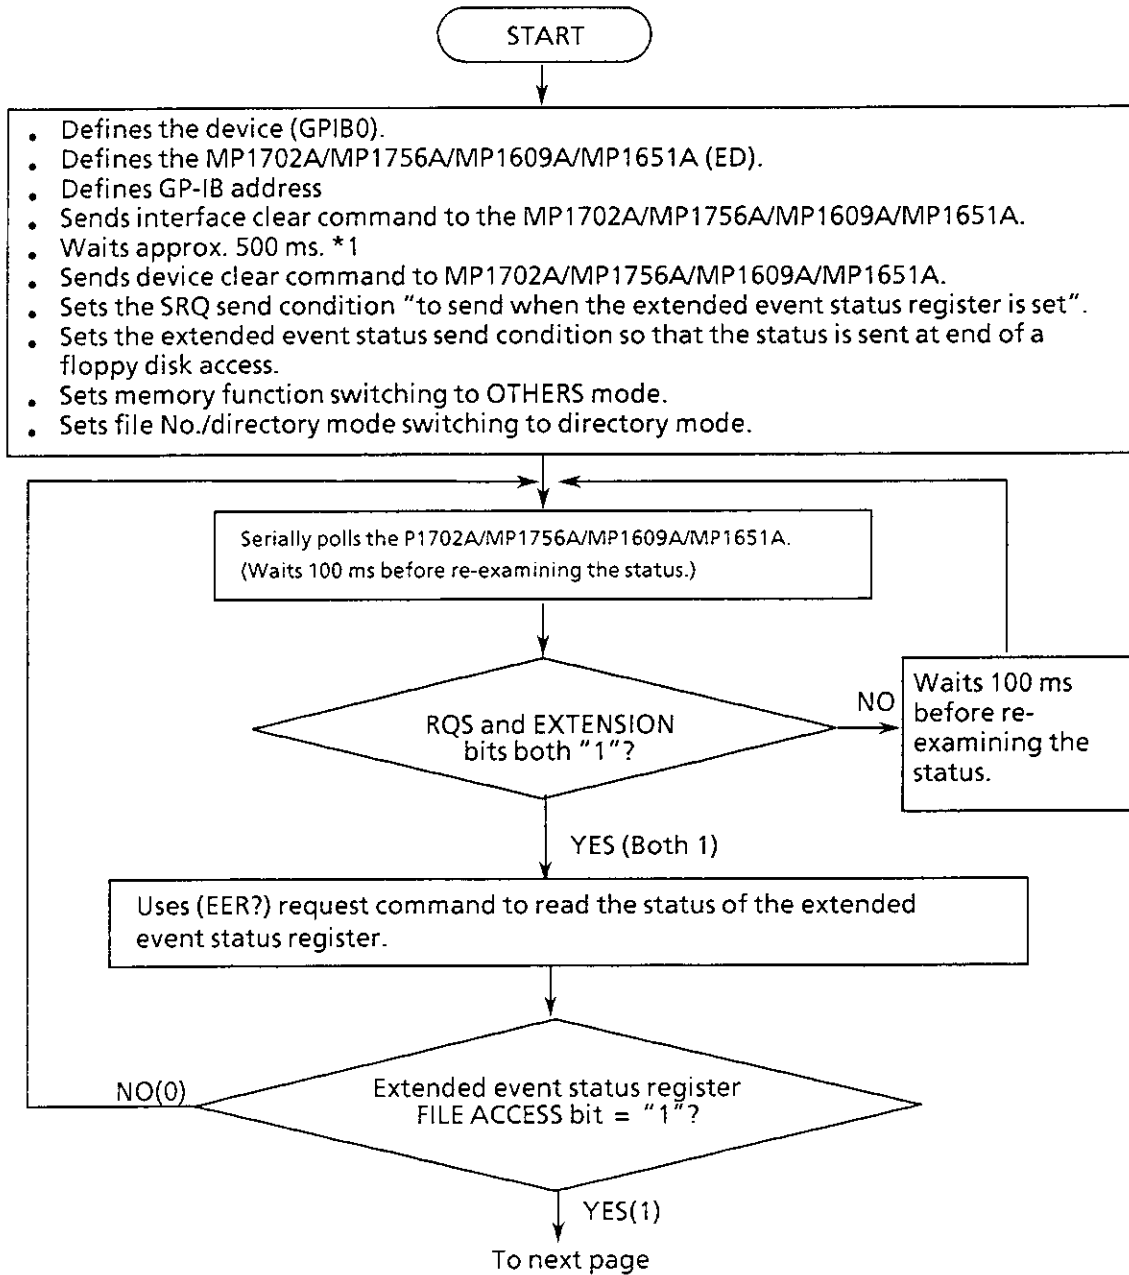 START
• Defines the device (GPIB0).
• Defines the MP1702A/MP1756A/MP1609A/MP1651A (ED).
• Defines GP-IB address
• Sends interface clear command to the MP1702A/MP1756A/MP1609A/MP1651A.
• Waits approx. 500 ms. *1
• Sends device clear command to MP1702A/MP1756A/MP1609A/MP1651A.
• Sets the SRQ send condition "to send when the extended event status register is set".
• Sets the extended event status send condition so that the status is sent at end of a
floppy disk access.
• Sets memory function switching to OTHERS mode.
• Sets file No./directory mode switching to directory mode.
Serially polls the P1702A/MP1756A/MP1609A/MP1651A.
(Waits 100 ms before re-examining the status.)
RQS and EXTENSION
bits both "1"?
NO
Waits 100 ms
before re-
examining the
status.
YES (Both 1)
Uses (EER?) request command to read the status of the extended
event status register.
NO(0)
Extended event status register
FILE ACCESS bit = "1"?
YES(1)
To next page